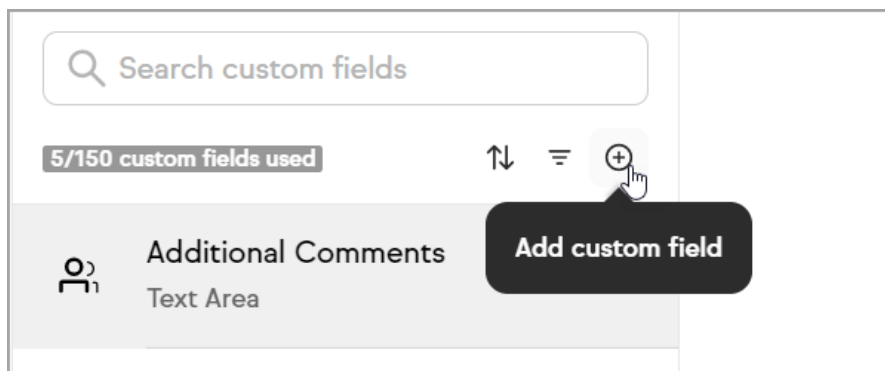 Search custom fields
5/150 custom fields used
Additional Comments
Add custom field
Text Area